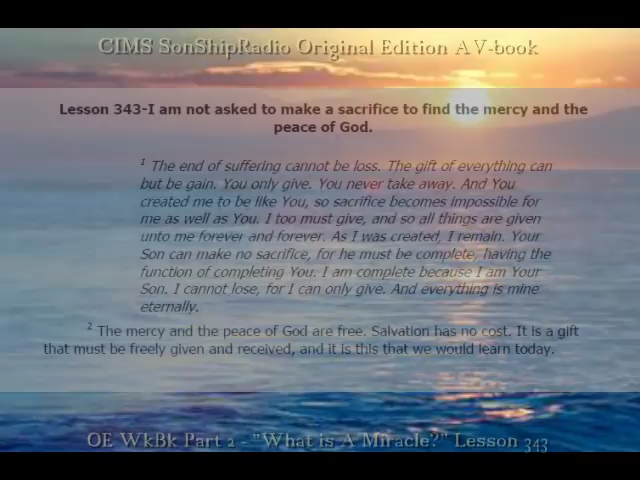 CIMS SonShipRadio Original Edition AV-book
Lesson 343-I am not asked to make a sacrifice to find the mercy and the
peace of God.
1 The end of suffering cannot be loss. The gift of everything can
but be gain. You only give. You never take away. And You
created me to be like You, so sacrifice becomes impossible for
me as well as You. I too must give, and so all things are given
unto me forever and forever. As I was created, I remain. Your
Son can make no sacrifice, for he must be complete, having the
function of completing You. I am complete because I am Your
Son. I cannot lose, for I can only give. And everything is mine
eternally.
2 The mercy and the peace of God are free. Salvation has no cost. It is a gift
that must be freely given and received, and it is this that we would learn today.
OE WkBk Part 2 - "What is A Miracle?" Lesson 343